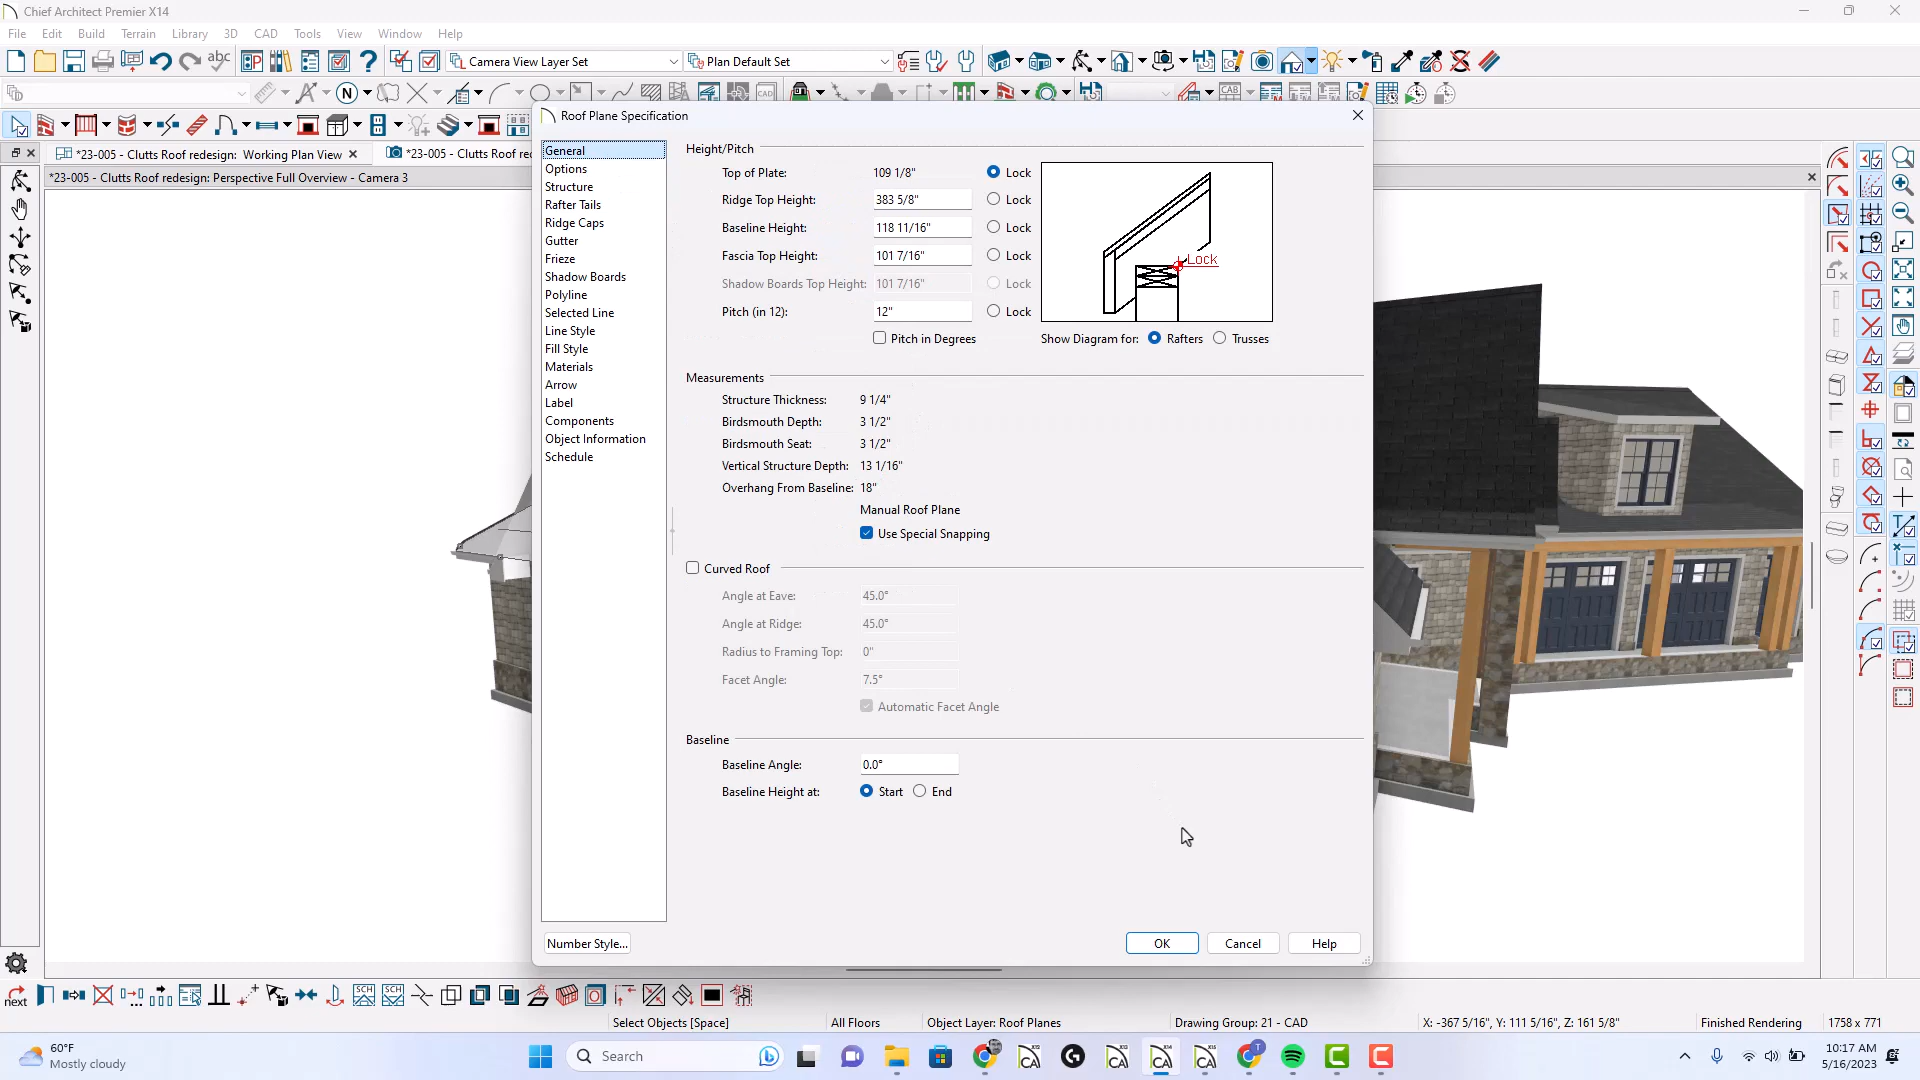 Chief Architect Premier X14
File Edit Build Terrain Library 3D CAD Tools View Window Help
Camera View Layer Set
Plan Default Set
*23-005 - Clutts Roof redesign: Working Plan View
*23-005 - Clutts Roof re
*23-005 - Clutts Roof redesign: Perspective Full Overview - Camera 3
Roof Plane Specification
General
Options
Structure
Rafter Tails
Ridge Caps
Gutter
Frieze
Shadow Boards
Polyline
Selected Line
Line Style
Fill Style
Materials
Arrow
Label
Components
Object Information
Schedule
Height/Pitch
Top of Plate: 109 1/8" Lock
Ridge Top Height: 383 5/8" Lock
Baseline Height: 118 11/16" Lock
Fascia Top Height: 101 7/16" Lock
Shadow Boards Top Height: 101 7/16" Lock
Pitch (in 12): 12" Lock
Pitch in Degrees
Lock
Show Diagram for: Rafters Trusses
Measurements
Structure Thickness: 9 1/4"
Birdsmouth Depth: 3 1/2"
Birdsmouth Seat: 3 1/2"
Vertical Structure Depth: 13 1/16"
Overhang From Baseline: 18"
Manual Roof Plane
Use Special Snapping
Curved Roof
Angle at Eave: 45.0°
Angle at Ridge: 45.0°
Radius to Framing Top: 0"
Facet Angle: 7.5°
Automatic Facet Angle
Baseline
Baseline Angle: 0.0°
Baseline Height at: Start End
Number Style...
OK Cancel Help
next
SCH SCH
Select Objects [Space] All Floors Object Layer: Roof Planes Drawing Group: 21 - CAD X: -367 5/16", Y: 111 5/16", Z: 161 5/8" Finished Rendering 1758 x 771
60°F
Mostly cloudy
Search
10:17 AM
5/16/2023